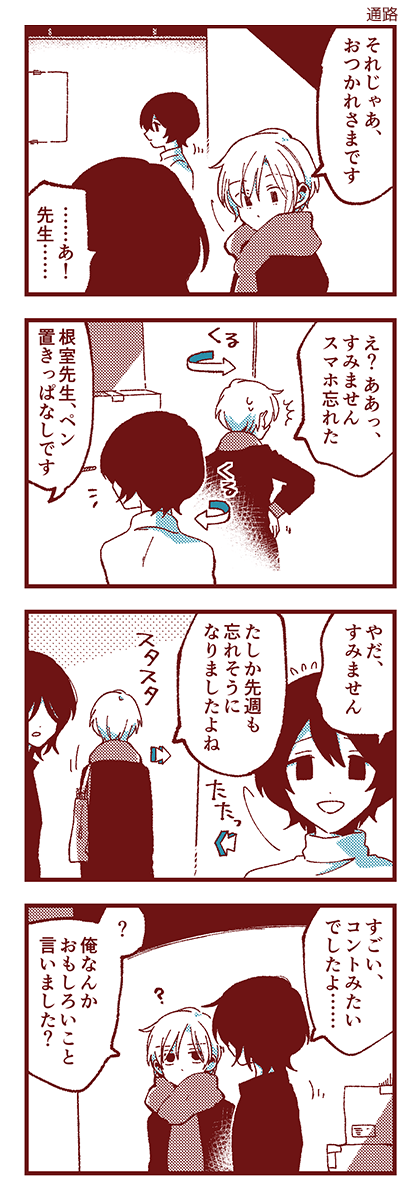 通路
それじゃあ、
おつかれさまです
……あ！
先生……
え？ああっ、
すみません
スマホ忘れた
くる
くるっ
根室先生、ペン
置きっぱなしです
やだ、
すみません
たしか先週も
忘れそうに
なりましたよね
たたっ
スタスタ
すごい、
コントみたい
でしたよ……
？
？
俺なんか
おもしろいこと
言いました？